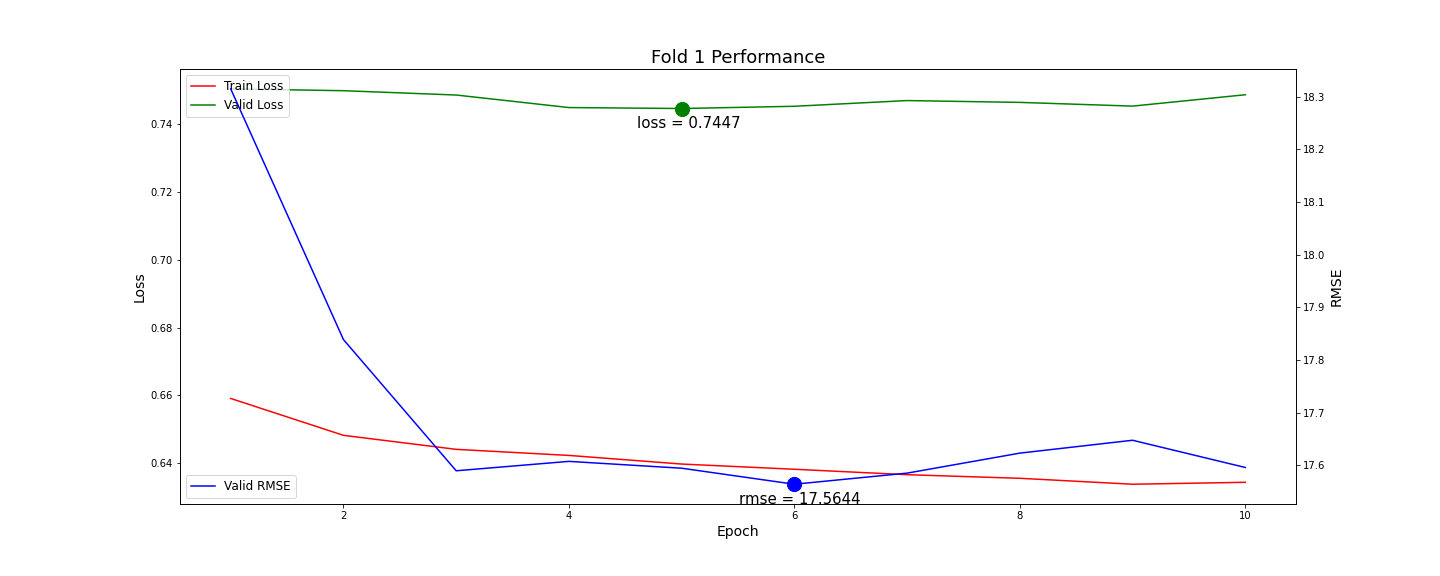 Fold 1 Performance
Train Loss
Valid Loss
loss = 0.7447
Valid RMSE
rmse = 17.5644
Loss
0.74
0.72
0.70
0.68
0.66
0.64
RMSE
18.3
18.2
18.1
18.0
17.9
17.8
17.7
17.6
2 4 6 8 10
Epoch